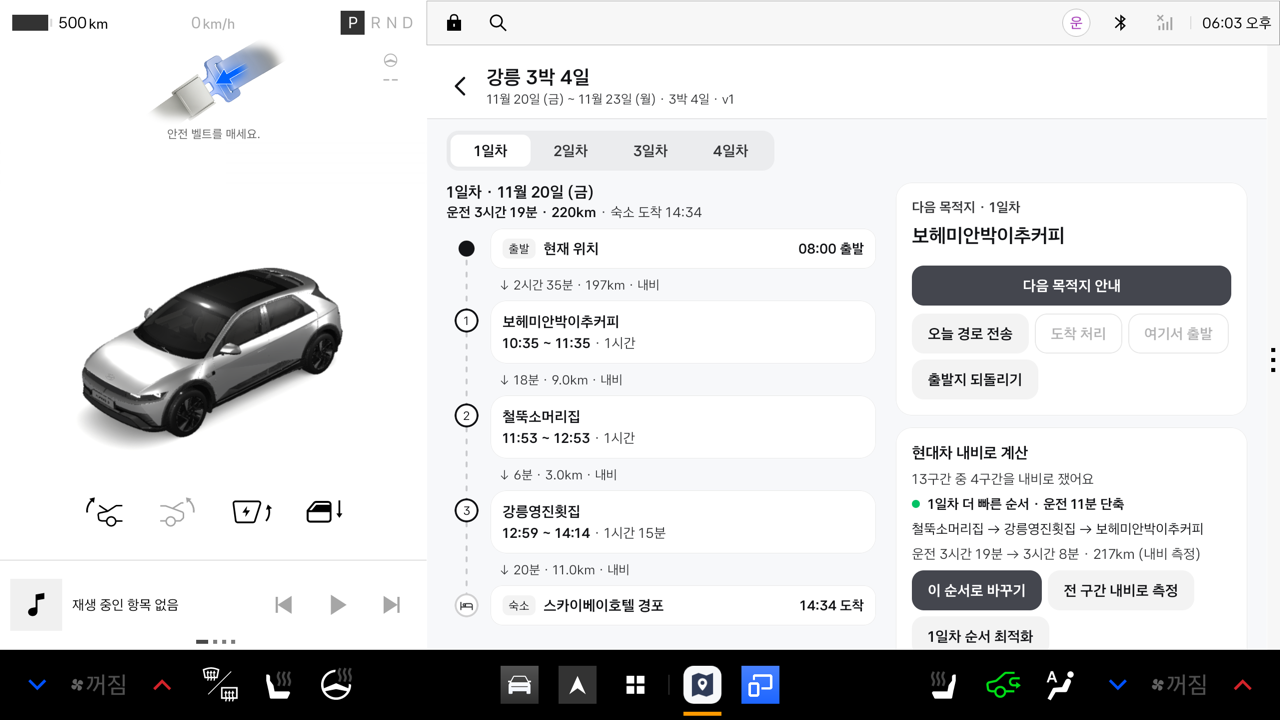 500 km
0 km/h
P R N D
안전 벨트를 매세요.
--
재생 중인 항목 없음
운
06:03 오후
강릉 3박 4일
11월 20일 (금) ~ 11월 23일 (월) · 3박 4일 · v1
1일차
2일차
3일차
4일차
1일차 · 11월 20일 (금)
운전 3시간 19분 · 220km · 숙소 도착 14:34
출발 현재 위치 08:00 출발
↓ 2시간 35분 · 197km · 내비
1
보헤미안박이추커피
10:35 ~ 11:35 · 1시간
↓ 18분 · 9.0km · 내비
2
철뚝소머리집
11:53 ~ 12:53 · 1시간
↓ 6분 · 3.0km · 내비
3
강릉영진횟집
12:59 ~ 14:14 · 1시간 15분
↓ 20분 · 11.0km · 내비
숙소 스카이베이호텔 경포 14:34 도착
다음 목적지 · 1일차
보헤미안박이추커피
다음 목적지 안내
오늘 경로 전송
도착 처리
여기서 출발
출발지 되돌리기
현대차 내비로 계산
13구간 중 4구간을 내비로 쟀어요
1일차 더 빠른 순서 · 운전 11분 단축
철뚝소머리집 → 강릉영진횟집 → 보헤미안박이추커피
운전 3시간 19분 → 3시간 8분 · 217km (내비 측정)
이 순서로 바꾸기
전 구간 내비로 측정
1일차 순서 최적화
꺼짐
A
꺼짐